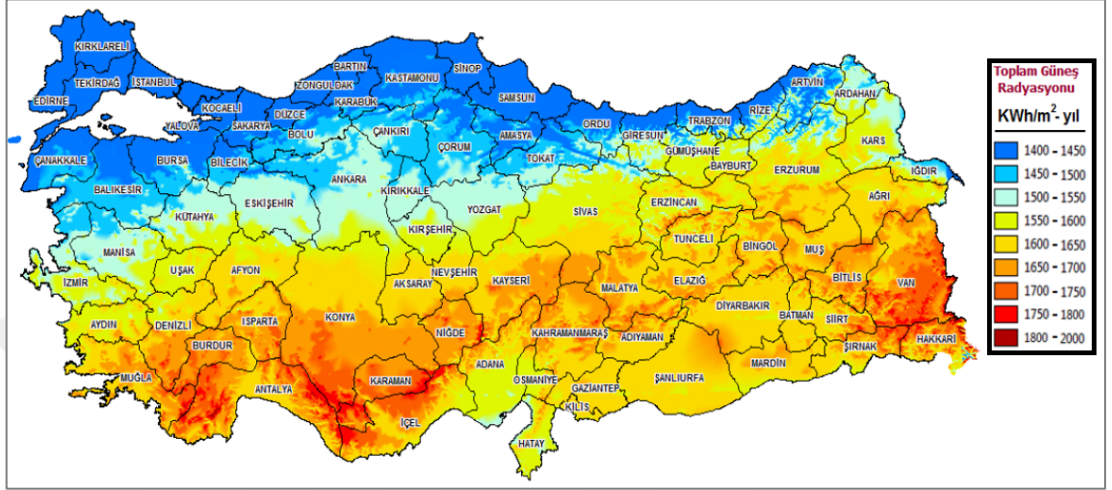 KIRKLARELİ
TEKİRDAĞ
İSTANBUL
EDİRNE
KOCAELİ
YALOVA
SAKARYA
DÜZCE
ZONGULDAK
BARTIN
KARABÜK
KASTAMONU
SİNOP
SAMSUN
BOLU
ÇANKIRI
ÇORUM
AMASYA
ORDU
GİRESUN
TRABZON
RİZE
ARTVİN
ARDAHAN
KARS
IĞDIR
ÇANAKKALE
BURSA
BİLECİK
BALIKESİR
ANKARA
KIRIKKALE
TOKAT
GÜMÜŞHANE
BAYBURT
ERZURUM
AĞRI
KÜTAHYA
ESKİŞEHİR
YOZGAT
SİVAS
ERZİNCAN
MANİSA
UŞAK
AFYON
KIRŞEHİR
NEVŞEHİR
TUNCELİ
BİNGÖL
MUŞ
İZMİR
AKSARAY
KAYSERİ
MALATYA
ELAZIĞ
BİTLİS
VAN
AYDIN
DENİZLİ
ISPARTA
BURDUR
KONYA
NİĞDE
KAHRAMANMARAŞ
ADIYAMAN
DİYARBAKIR
BATMAN
SİİRT
ŞIRNAK
HAKKARİ
MUĞLA
ANTALYA
KARAMAN
İÇEL
ADANA
OSMANİYE
GAZİANTEP
KİLİS
ŞANLIURFA
MARDİN
HATAY
Toplam Güneş
Radyasyonu
KWh/m²- yıl
1400 - 1450
1450 - 1500
1500 - 1550
1550 - 1600
1600 - 1650
1650 - 1700
1700 - 1750
1750 - 1800
1800 - 2000